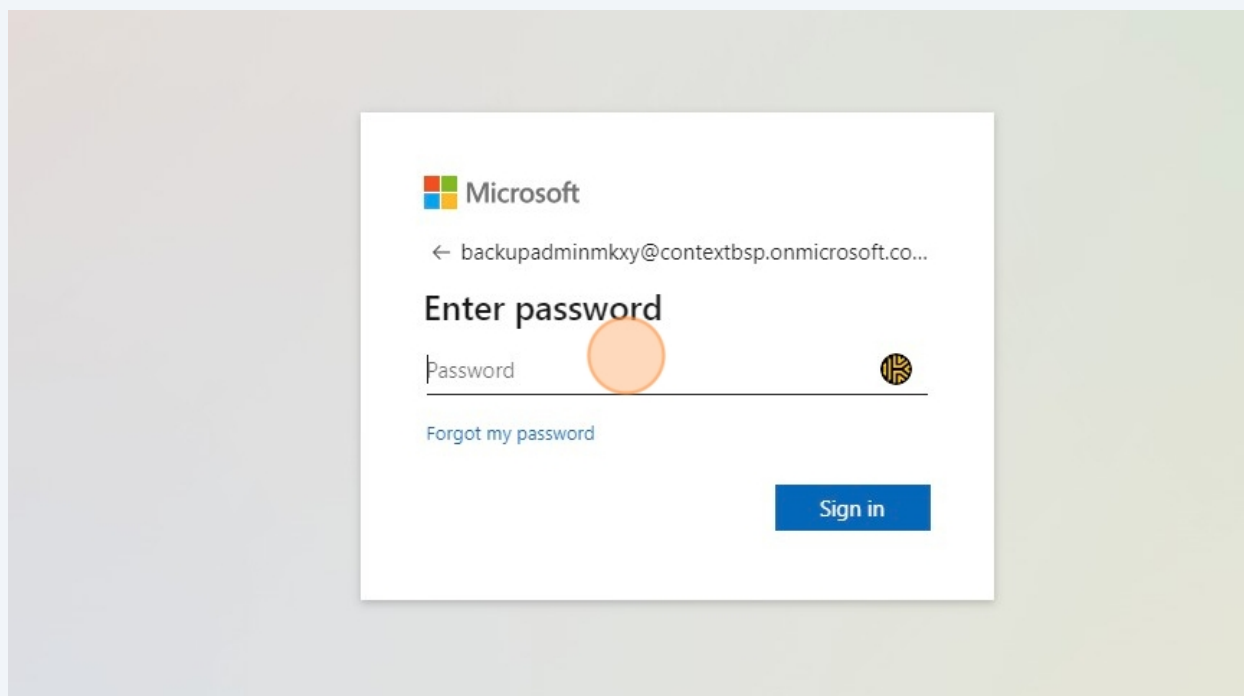 Microsoft
← backupadminmkxy@contextbsp.onmicrosoft.co...
Enter password
Password
Forgot my password
Sign in